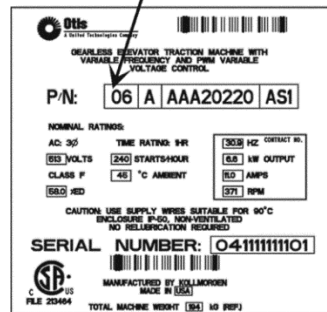 Otis
A United Technologies Company
GEARLESS ELEVATOR TRACTION MACHINE WITH
VARIABLE FREQUENCY AND PWM VARIABLE
VOLTAGE CONTROL
P/N: 06 A AAA20220 AS1
NOMINAL RATINGS:
AC: 3Ø TIME RATING: 1HR 30.9 HZ CONTRACT NO.
513 VOLTS 240 STARTS/HOUR 6.6 kW OUTPUT
CLASS F 45 °C AMBIENT 11.0 AMPS
58.0 %ED 371 RPM
CAUTION: USE SUPPLY WIRES SUITABLE FOR 90°C
ENCLOSURE IP-50, NON-VENTILATED
NO RELUBRICATION REQUIRED
SERIAL NUMBER: 041111111101
SA
C US
FILE 213464
MANUFACTURED BY KOLLMORGEN
MADE IN USA
TOTAL MACHINE WEIGHT 194 kG (REF.)